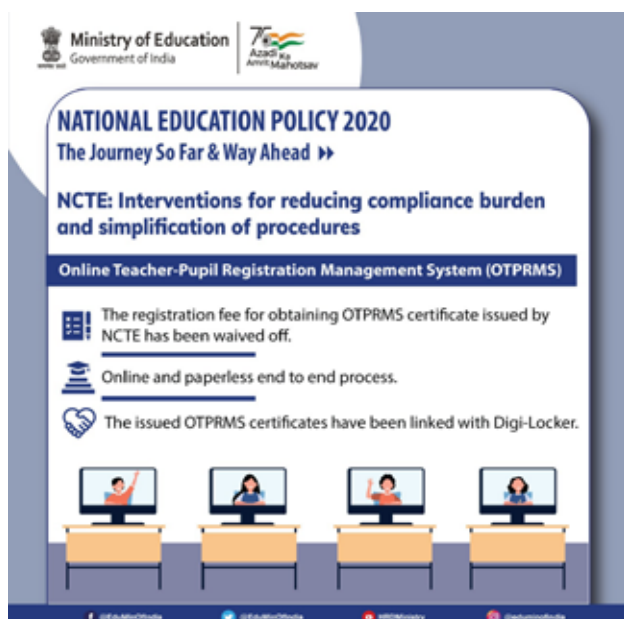 Ministry of Education
Government of India
Azadi Ka
Amrit Mahotsav
NATIONAL EDUCATION POLICY 2020
The Journey So Far & Way Ahead
NCTE: Interventions for reducing compliance burden
and simplification of procedures
Online Teacher-Pupil Registration Management System (OTPRMS)
The registration fee for obtaining OTPRMS certificate issued by
NCTE has been waived off.
Online and paperless end to end process.
The issued OTPRMS certificates have been linked with Digi-Locker.